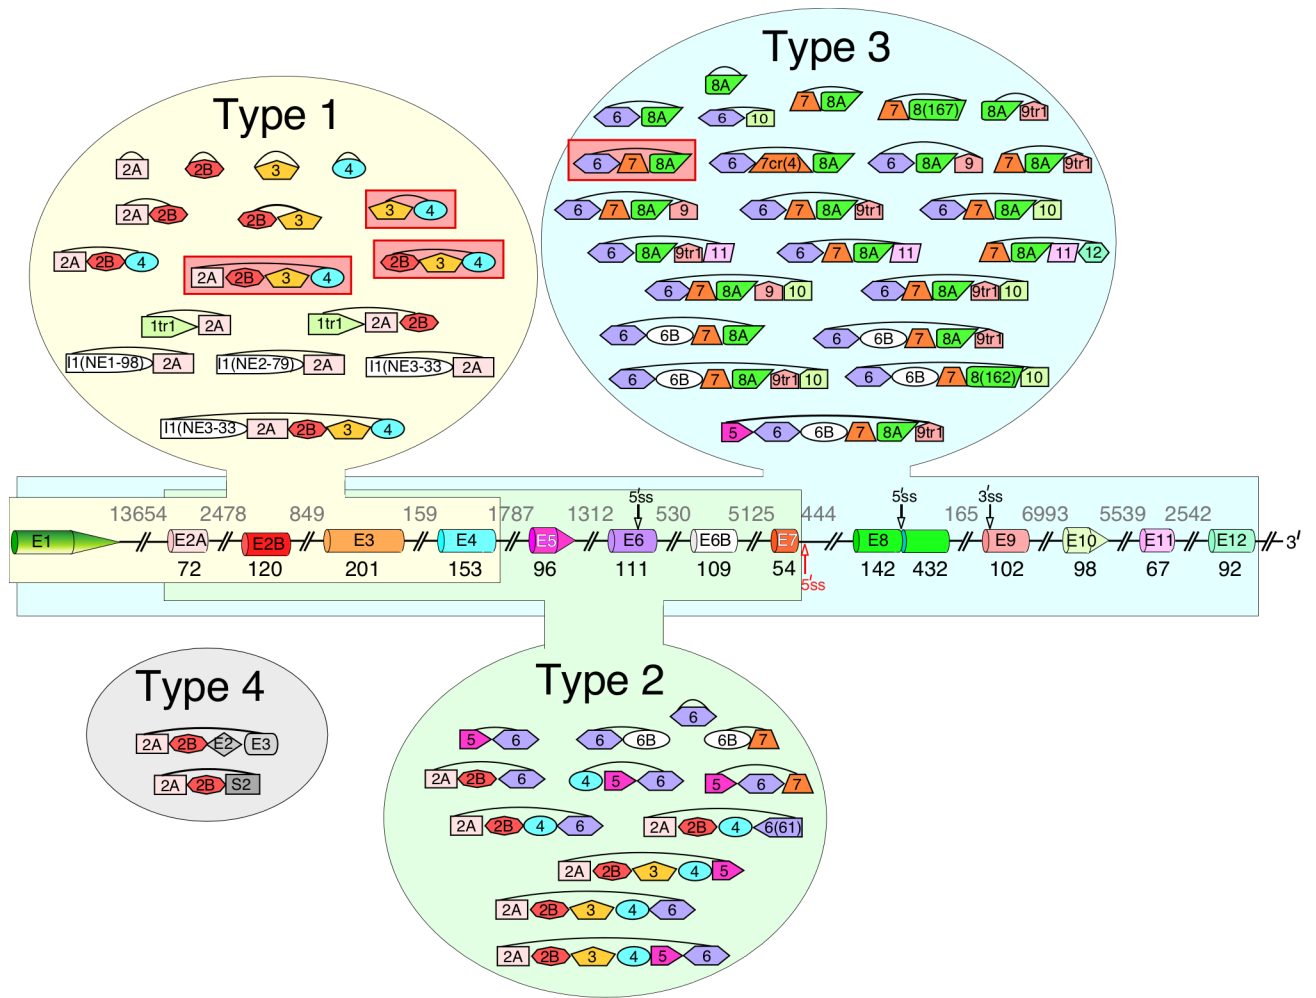 Type 3
Type 1
8A
6 8A
6 10
7 8A
7 8(167)
8A 9tr1
2A
2B
3
4
6 7 8A
6 7cr(4) 8A
6 8A 9
7 8A 9tr1
2A 2B
2B 3
3 4
6 7 8A 9
6 7 8A 9tr1
6 7 8A 10
2A 2B 4
2A 2B 3 4
2B 3 4
6 8A 9tr1 11
6 7 8A 11
7 8A 11 12
6 7 8A 9 10
6 7 8A 9tr1 10
1tr1 2A
1tr1 2A 2B
6 6B 7 8A
6 6B 7 8A 9tr1
I1(NE1-98) 2A
I1(NE2-79) 2A
I1(NE3-33 2A
6 6B 7 8A 9tr1 10
6 6B 7 8(162) 10
I1(NE3-33 2A 2B 3 4
5 6 6B 7 8A 9tr1
5'ss 5'ss 3'ss
13654 2478 849 159 1787 1312 530 5125 444 165 6993 5539 2542
E1 E2A E2B E3 E4 E5 E6 E6B E7 E8 E9 E10 E11 E12 3'
72 120 201 153 96 111 109 54 142 432 102 98 67 92
5'ss
Type 4
2A 2B E2 E3
2A 2B S2
Type 2
6
5 6
6 6B
6B 7
2A 2B 6
4 5 6
5 6 7
2A 2B 4 6
2A 2B 4 6(61)
2A 2B 3 4 5
2A 2B 3 4 6
2A 2B 3 4 5 6